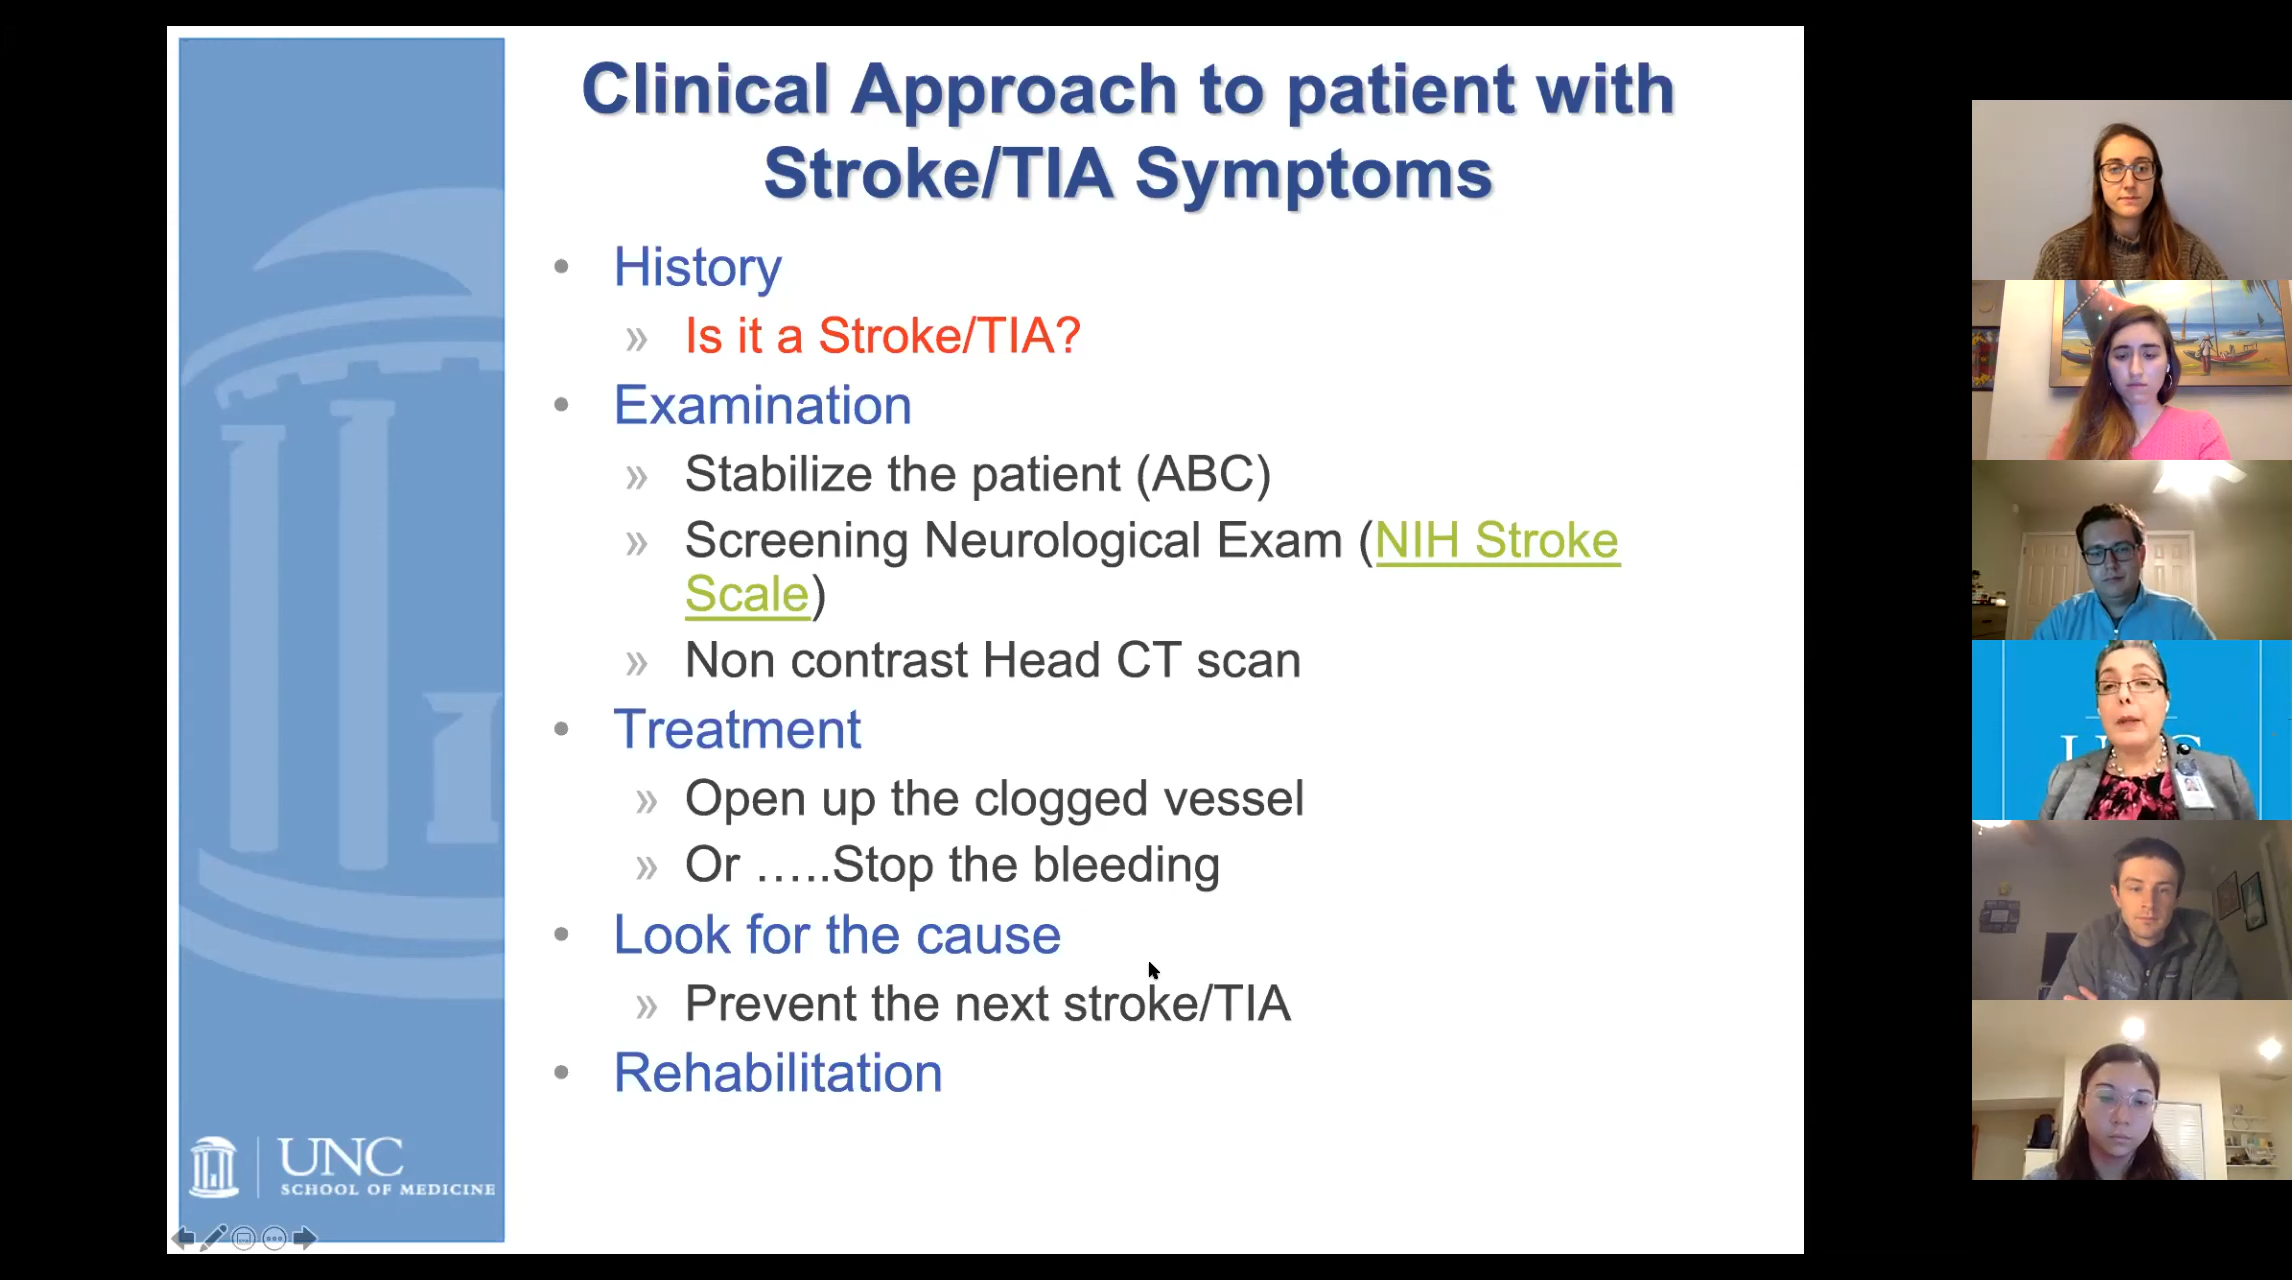 Clinical Approach to patient with
Stroke/TIA Symptoms
• History
» Is it a Stroke/TIA?
• Examination
» Stabilize the patient (ABC)
» Screening Neurological Exam (NIH Stroke
Scale)
» Non contrast Head CT scan
• Treatment
» Open up the clogged vessel
» Or …..Stop the bleeding
• Look for the cause
» Prevent the next stroke/TIA
• Rehabilitation
UNC
SCHOOL OF MEDICINE